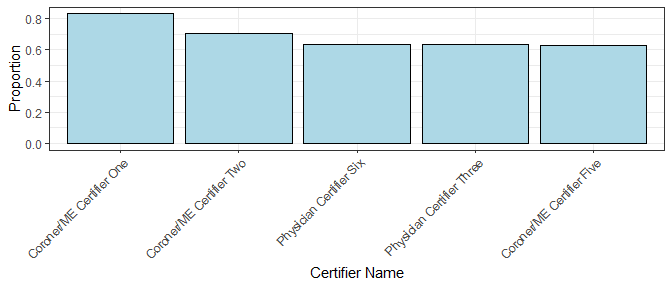 0.8
0.6
0.4
0.2
0.0
Proportion
Coroner/ME Certifier One
Coroner/ME Certifier Two
Physician Certifier Six
Physician Certifier Three
Coroner/ME Certifier Five
Certifier Name